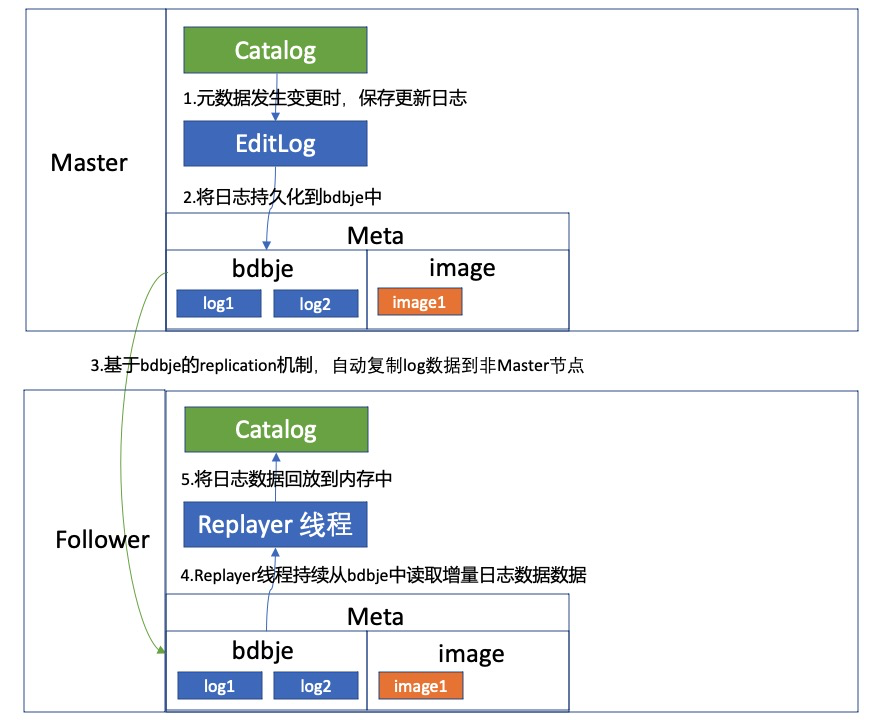 Catalog
1.元数据发生变更时，保存更新日志
EditLog
Master
2.将日志持久化到bdbje中
Meta
bdbje
image
log1
log2
image1
3.基于bdbje的replication机制，自动复制log数据到非Master节点
Catalog
5.将日志数据回放到内存中
Replayer 线程
Follower
4.Replayer线程持续从bdbje中读取增量日志数据数据
Meta
bdbje
image
log1
log2
image1